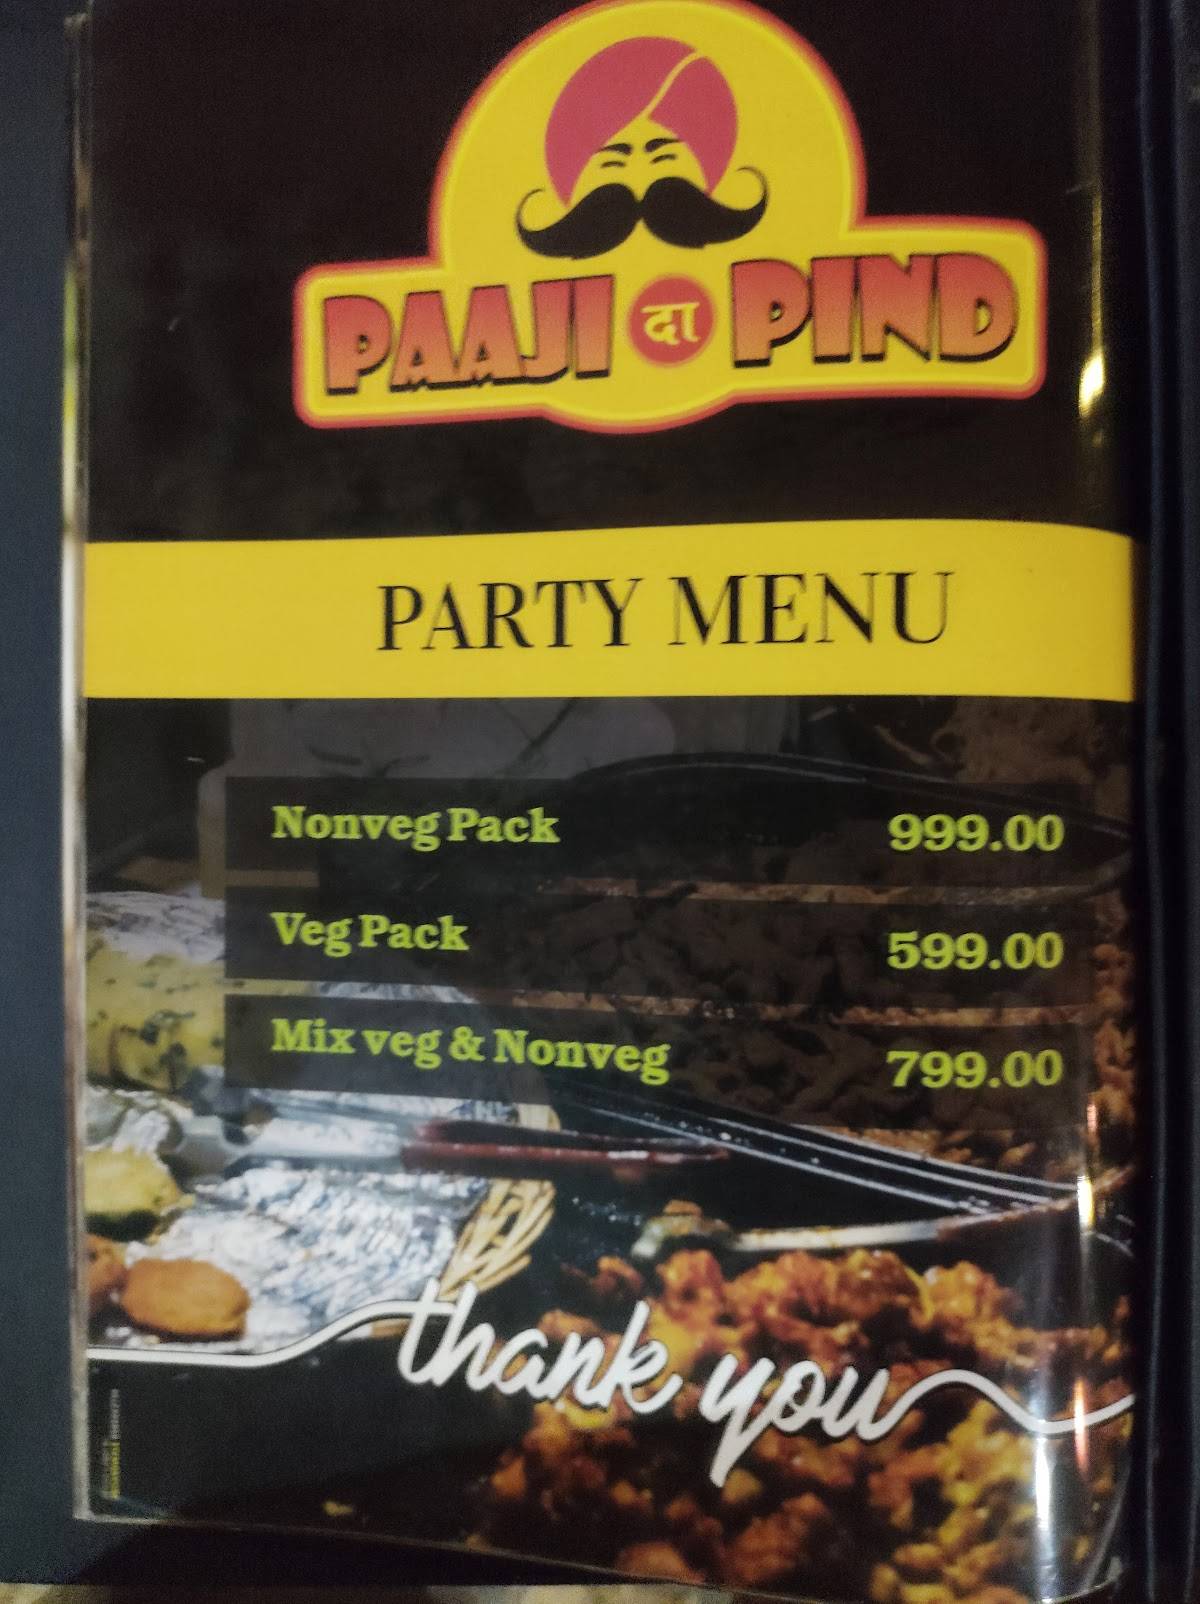 PAAJI दा PIND
PARTY MENU
Nonveg Pack 999.00
Veg Pack 599.00
Mix veg & Nonveg 799.00
thank you